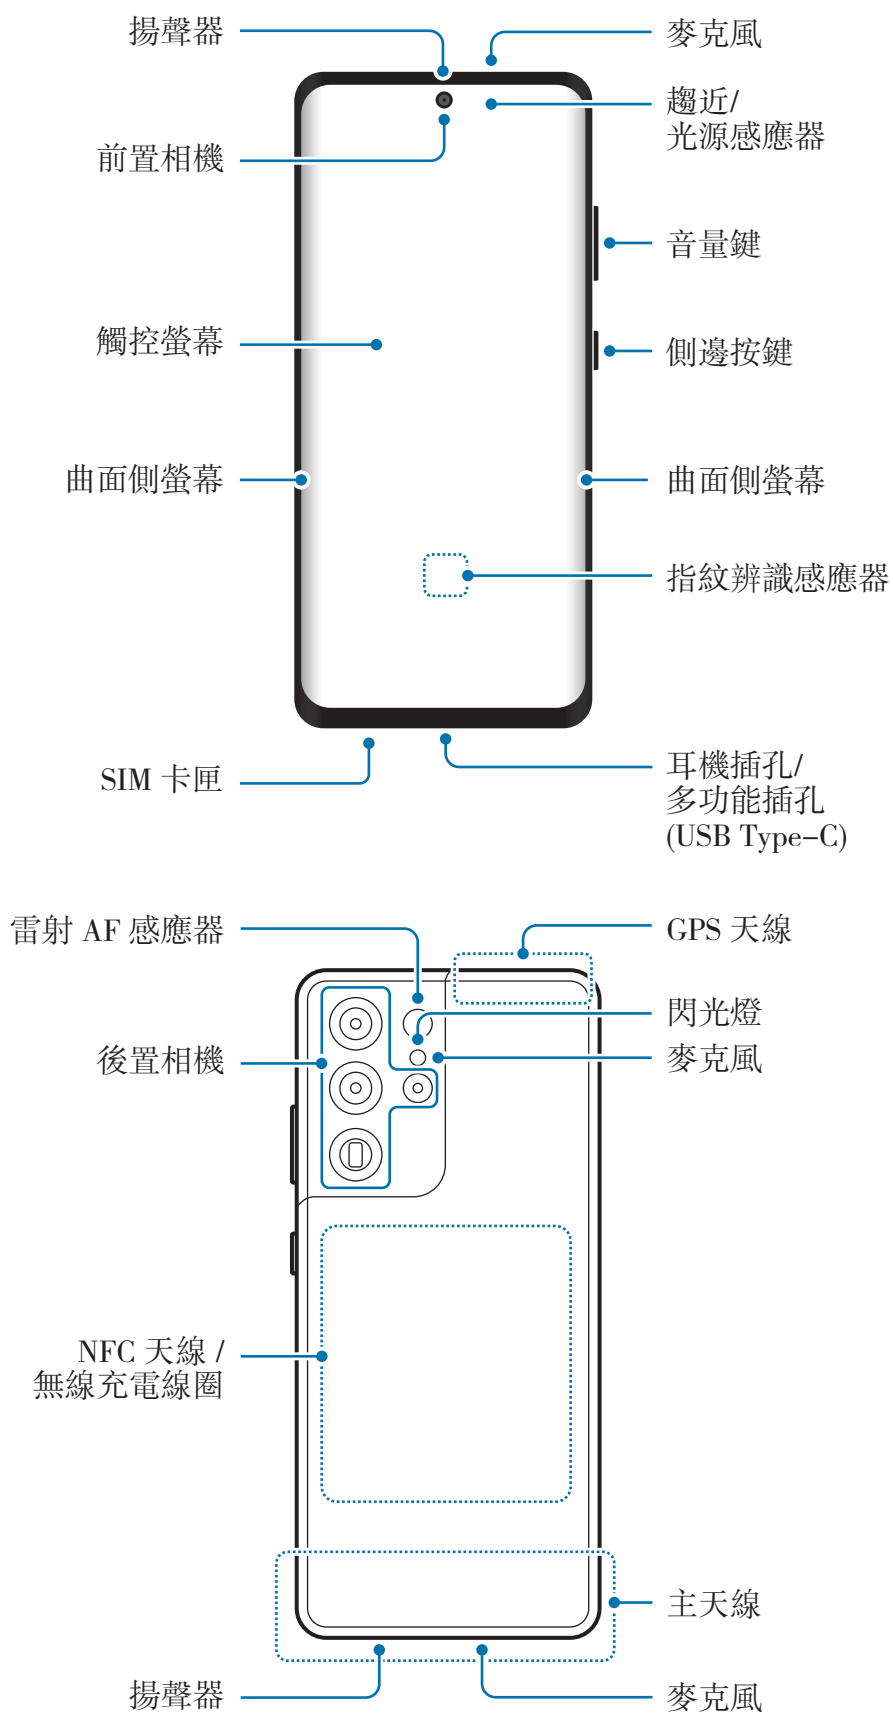 揚聲器
麥克風
趨近/
光源感應器
前置相機
音量鍵
觸控螢幕
側邊按鍵
曲面側螢幕
曲面側螢幕
指紋辨識感應器
SIM 卡匣
耳機插孔/
多功能插孔
(USB Type-C)
雷射 AF 感應器
GPS 天線
閃光燈
後置相機
麥克風
NFC 天線 /
無線充電線圈
主天線
揚聲器
麥克風